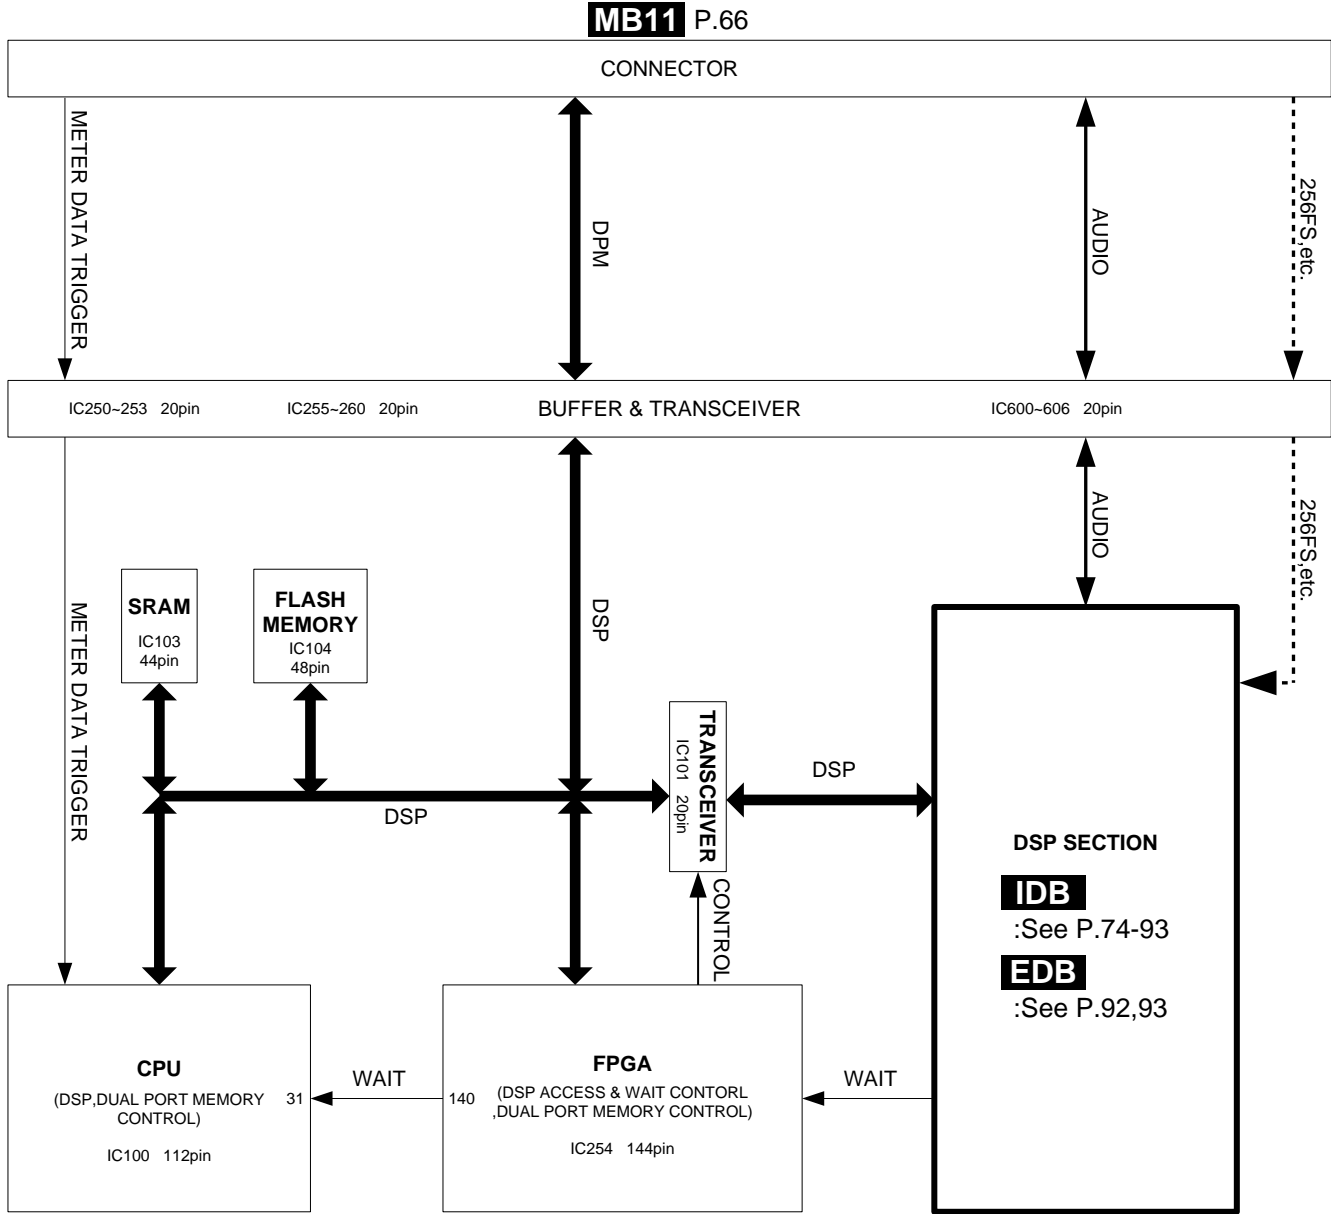 MB11 P.66
CONNECTOR
METER DATA TRIGGER
DPM
AUDIO
256FS,etc.
IC250~253 20pin
IC255~260 20pin
BUFFER & TRANSCEIVER
IC600~606 20pin
METER DATA TRIGGER
DSP
AUDIO
256FS,etc.
SRAM
IC103
44pin
FLASH
MEMORY
IC104
48pin
DSP
TRANSCEIVER
IC101 20pin
DSP
CONTROL
DSP SECTION
IDB
:See P.74-93
EDB
:See P.92,93
CPU
(DSP,DUAL PORT MEMORY
CONTROL)
IC100 112pin
31
WAIT
140
FPGA
(DSP ACCESS & WAIT CONTORL
,DUAL PORT MEMORY CONTROL)
IC254 144pin
WAIT